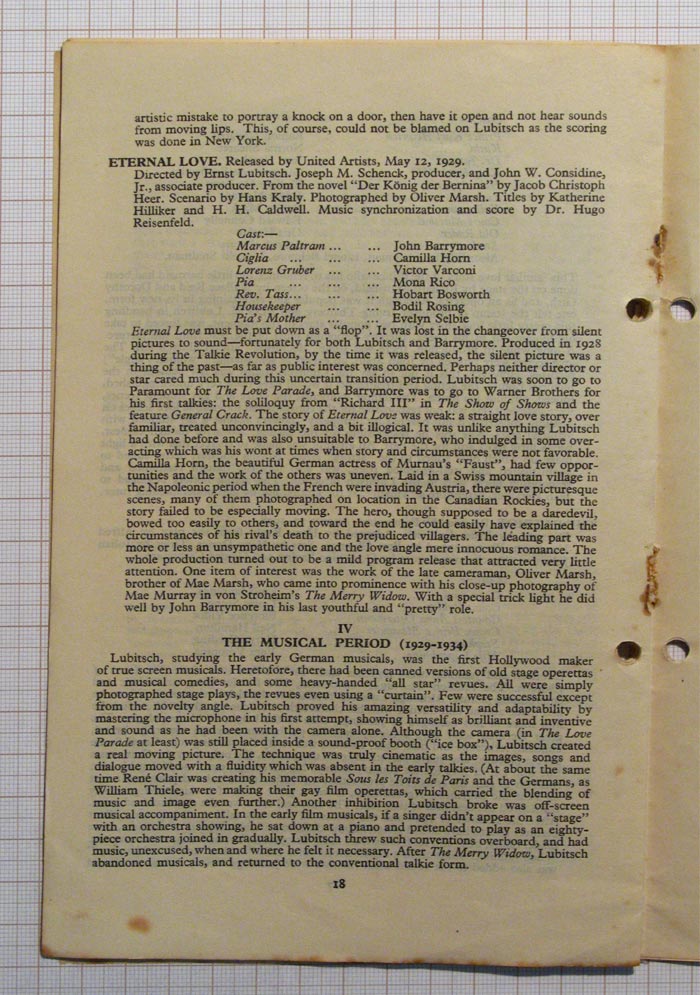 artistic mistake to portray a knock on a door, then have it open and not hear sounds
from moving lips. This, of course, could not be blamed on Lubitsch as the scoring
was done in New York.
ETERNAL LOVE. Released by United Artists, May 12, 1929.
Directed by Ernst Lubitsch. Joseph M. Schenck, producer, and John W. Considine,
Jr., associate producer. From the novel "Der König der Bernina" by Jacob Christoph
Heer. Scenario by Hans Kraly. Photographed by Oliver Marsh. Titles by Katherine
Hilliker and H. H. Caldwell. Music synchronization and score by Dr. Hugo
Reisenfeld.
Cast:—
Marcus Paltram ... ... John Barrymore
Ciglia ... ... Camilla Horn
Lorenz Gruber ... ... Victor Varconi
Pia ... ... Mona Rico
Rev. Tass... ... Hobart Bosworth
Housekeeper ... ... Bodil Rosing
Pia's Mother ... ... Evelyn Selbie
Eternal Love must be put down as a "flop". It was lost in the changeover from silent
pictures to sound—fortunately for both Lubitsch and Barrymore. Produced in 1928
during the Talkie Revolution, by the time it was released, the silent picture was a
thing of the past—as far as public interest was concerned. Perhaps neither director or
star cared much during this uncertain transition period. Lubitsch was soon to go to
Paramount for The Love Parade, and Barrymore was to go to Warner Brothers for
his first talkies: the soliloquy from "Richard III" in The Show of Shows and the
feature General Crack. The story of Eternal Love was weak: a straight love story, over
familiar, treated unconvincingly, and a bit illogical. It was unlike anything Lubitsch
had done before and was also unsuitable to Barrymore, who indulged in some over-
acting which was his wont at times when story and circumstances were not favorable.
Camilla Horn, the beautiful German actress of Murnau's "Faust", had few oppor-
tunities and the work of the others was uneven. Laid in a Swiss mountain village in
the Napoleonic period when the French were invading Austria, there were picturesque
scenes, many of them photographed on location in the Canadian Rockies, but the
story failed to be especially moving. The hero, though supposed to be a daredevil,
bowed too easily to others, and toward the end he could easily have explained the
circumstances of his rival's death to the prejudiced villagers. The leading part was
more or less an unsympathetic one and the love angle mere innocuous romance. The
whole production turned out to be a mild program release that attracted very little
attention. One item of interest was the work of the late cameraman, Oliver Marsh,
brother of Mae Marsh, who came into prominence with his close-up photography of
Mae Murray in von Stroheim's The Merry Widow. With a special trick light he did
well by John Barrymore in his last youthful and "pretty" role.
IV
THE MUSICAL PERIOD (1929-1934)
Lubitsch, studying the early German musicals, was the first Hollywood maker
of true screen musicals. Heretofore, there had been canned versions of old stage operettas
and musical comedies, and some heavy-handed "all star" revues. All were simply
photographed stage plays, the revues even using a "curtain". Few were successful except
from the novelty angle. Lubitsch proved his amazing versatility and adaptability by
mastering the microphone in his first attempt, showing himself as brilliant and inventive
and sound as he had been with the camera alone. Although the camera (in The Love
Parade at least) was still placed inside a sound-proof booth ("ice box"), Lubitsch created
a real moving picture. The technique was truly cinematic as the images, songs and
dialogue moved with a fluidity which was absent in the early talkies. (At about the same
time René Clair was creating his memorable Sous les Toits de Paris and the Germans, as
William Thiele, were making their gay film operettas, which carried the blending of
music and image even further.) Another inhibition Lubitsch broke was off-screen
musical accompaniment. In the early film musicals, if a singer didn't appear on a "stage"
with an orchestra showing, he sat down at a piano and pretended to play as an eighty-
piece orchestra joined in gradually. Lubitsch threw such conventions overboard, and had
music, unexcused, when and where he felt it necessary. After The Merry Widow, Lubitsch
abandoned musicals, and returned to the conventional talkie form.
18